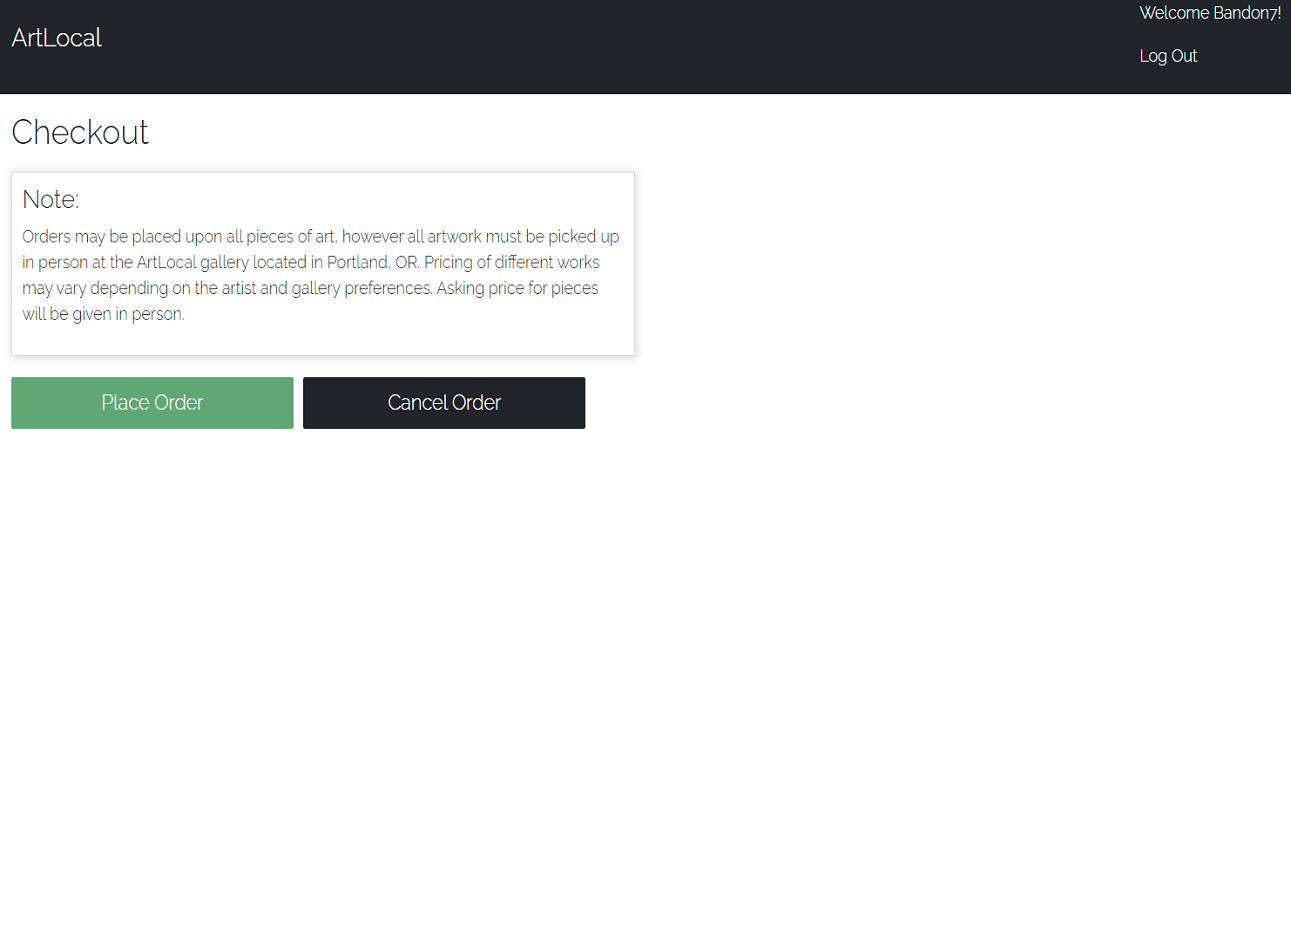 ArtLocal
Welcome Bandon7!
Log Out
Checkout
Note:
Orders may be placed upon all pieces of art, however all artwork must be picked up
in person at the ArtLocal gallery located in Portland, OR. Pricing of different works
may vary depending on the artist and gallery preferences. Asking price for pieces
will be given in person.
Place Order
Cancel Order